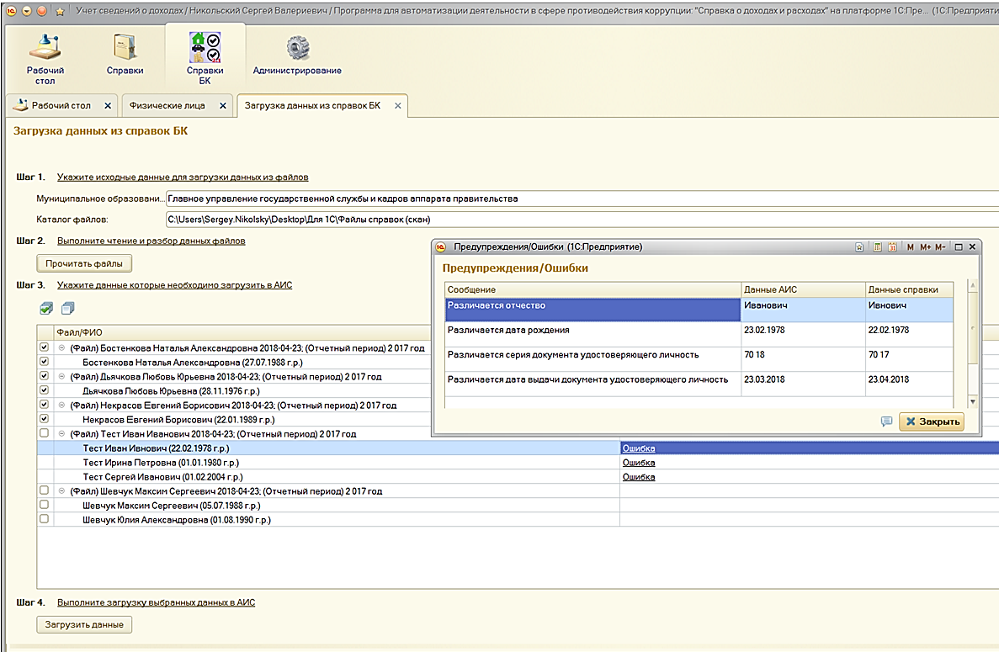 Учет сведений о доходах / Никольский Сергей Валериевич / Программа для автоматизации деятельности в сфере противодействия коррупции: "Справка о доходах и расходах" на платформе 1С:Пре... (1С:Предприяти
Рабочий стол
Справки
Справки БК
Администрирование
Рабочий стол
Физические лица
Загрузка данных из справок БК
Загрузка данных из справок БК
Шаг 1. Укажите исходные данные для загрузки данных из файлов
Муниципальное образовани... Главное управление государственной службы и кадров аппарата правительства
Каталог файлов: C:\Users\Sergey.Nikolsky\Desktop\Для 1С\Файлы справок (скан)
Шаг 2. Выполните чтение и разбор данных файлов
Прочитать файлы
Шаг 3. Укажите данные которые необходимо загрузить в АИС
Файл/ФИО
(Файл) Бостенкова Наталья Александровна 2018-04-23; (Отчетный период) 2 017 год
Бостенкова Наталья Александровна (27.07.1988 г.р.)
(Файл) Дьячкова Любовь Юрьевна 2018-04-23; (Отчетный период) 2 017 год
Дьячкова Любовь Юрьевна (28.11.1976 г.р.)
(Файл) Некрасов Евгений Борисович 2018-04-23; (Отчетный период) 2 017 год
Некрасов Евгений Борисович (22.01.1989 г.р.)
(Файл) Тест Иван Иванович 2018-04-23; (Отчетный период) 2 017 год
Тест Иван Ивнович (22.02.1978 г.р.) Ошибка
Тест Ирина Петровна (01.01.1980 г.р.) Ошибка
Тест Сергей Иванович (01.02.2004 г.р.) Ошибка
(Файл) Шевчук Максим Сергеевич 2018-04-23; (Отчетный период) 2 017 год
Шевчук Максим Сергеевич (05.07.1988 г.р.)
Шевчук Юлия Александровна (01.08.1990 г.р.)
Шаг 4. Выполните загрузку выбранных данных в АИС
Загрузить данные
Предупреждения/Ошибки (1С:Предприятие)
M M+ M-
Предупреждения/Ошибки
Сообщение Данные АИС Данные справки
Различается отчество Иванович Ивнович
Различается дата рождения 23.02.1978 22.02.1978
Различается серия документа удостоверяющего личность 70 18 70 17
Различается дата выдачи документа удостоверяющего личность 23.03.2018 23.04.2018
Закрыть